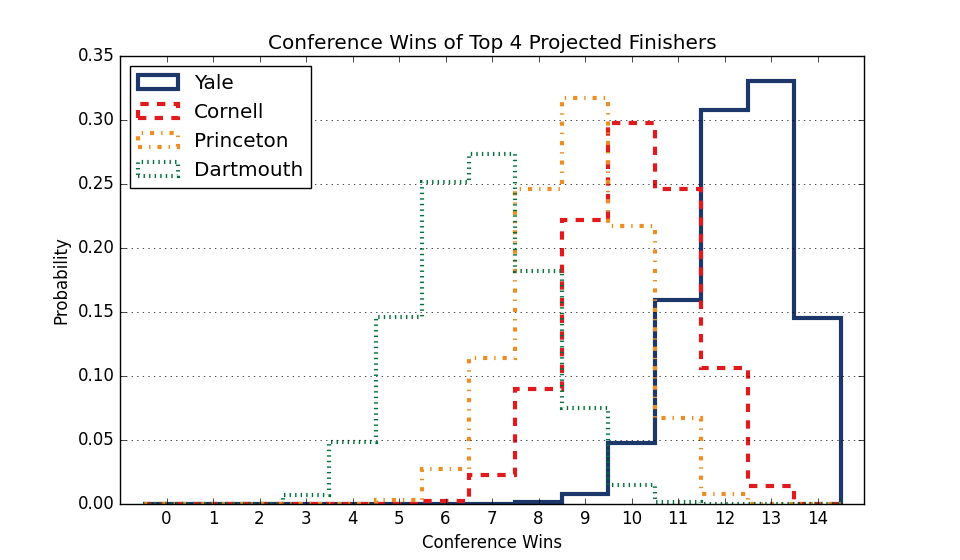 Conference Wins of Top 4 Projected Finishers
0.35
0.30
0.25
0.20
0.15
0.10
0.05
0.00
Probability
Yale
Cornell
Princeton
Dartmouth
0 1 2 3 4 5 6 7 8 9 10 11 12 13 14
Conference Wins